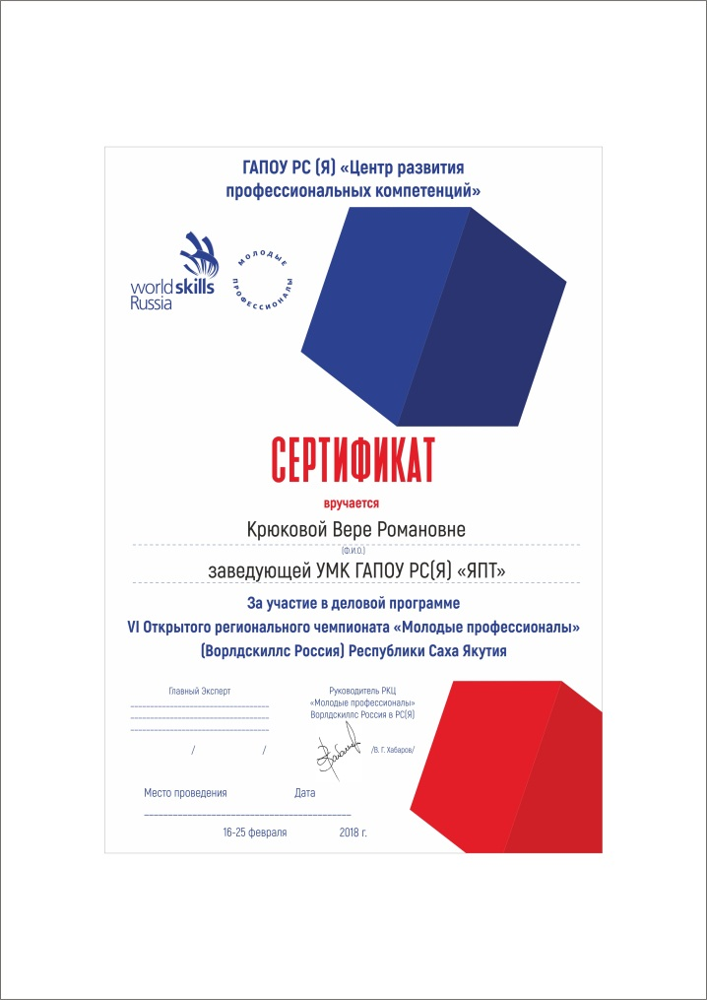 ГАПОУ РС (Я) «Центр развития
профессиональных компетенций»
worldskills
Russia
МОЛОДЫЕ
ПРОФЕССИОНАЛЫ
СЕРТИФИКАТ
вручается
Крюковой Вере Романовне
(Ф.И.О.)
заведующей УМК ГАПОУ РС(Я) «ЯПТ»
За участие в деловой программе
VI Открытого регионального чемпионата «Молодые профессионалы»
(Ворлдскиллс Россия) Республики Саха Якутия
Главный Эксперт
/ /
Руководитель РКЦ
«Молодые профессионалы»
Ворлдскиллс Россия в РС(Я)
/В. Г. Хабаров/
Место проведения Дата
16-25 февраля 2018 г.